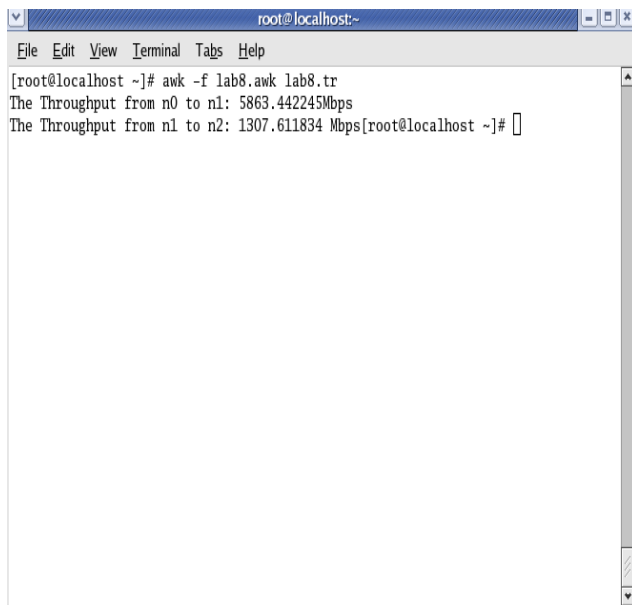 root@localhost:~
File Edit View Terminal Tabs Help
[root@localhost ~]# awk -f lab8.awk lab8.tr
The Throughput from n0 to n1: 5863.442245Mbps
The Throughput from n1 to n2: 1307.611834 Mbps[root@localhost ~]#